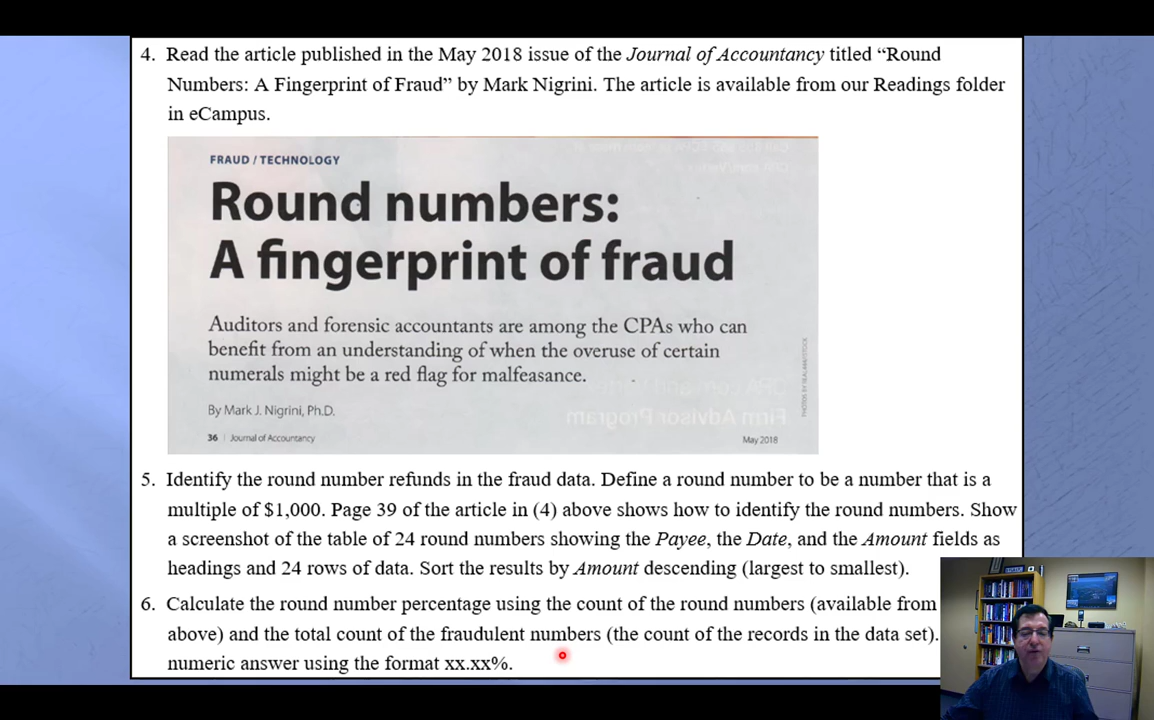 4. Read the article published in the May 2018 issue of the Journal of Accountancy titled “Round
Numbers: A Fingerprint of Fraud” by Mark Nigrini. The article is available from our Readings folder
in eCampus.
FRAUD / TECHNOLOGY
Round numbers:
A fingerprint of fraud
Auditors and forensic accountants are among the CPAs who can
benefit from an understanding of when the overuse of certain
numerals might be a red flag for malfeasance.
By Mark J. Nigrini, Ph.D.
36 | Journal of Accountancy
May 2018
5. Identify the round number refunds in the fraud data. Define a round number to be a number that is a
multiple of $1,000. Page 39 of the article in (4) above shows how to identify the round numbers. Show
a screenshot of the table of 24 round numbers showing the Payee, the Date, and the Amount fields as
headings and 24 rows of data. Sort the results by Amount descending (largest to smallest).
6. Calculate the round number percentage using the count of the round numbers (available from
above) and the total count of the fraudulent numbers (the count of the records in the data set).
numeric answer using the format xx.xx%.